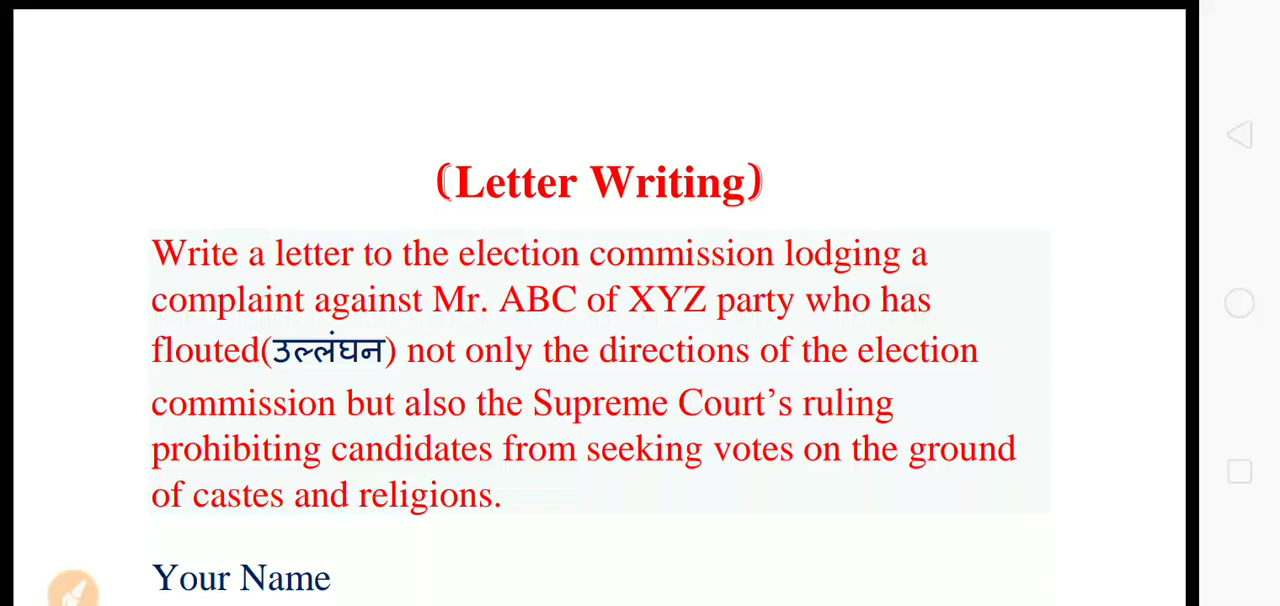 (Letter Writing)
Write a letter to the election commission lodging a
complaint against Mr. ABC of XYZ party who has
flouted(उल्लंघन) not only the directions of the election
commission but also the Supreme Court’s ruling
prohibiting candidates from seeking votes on the ground
of castes and religions.
Your Name